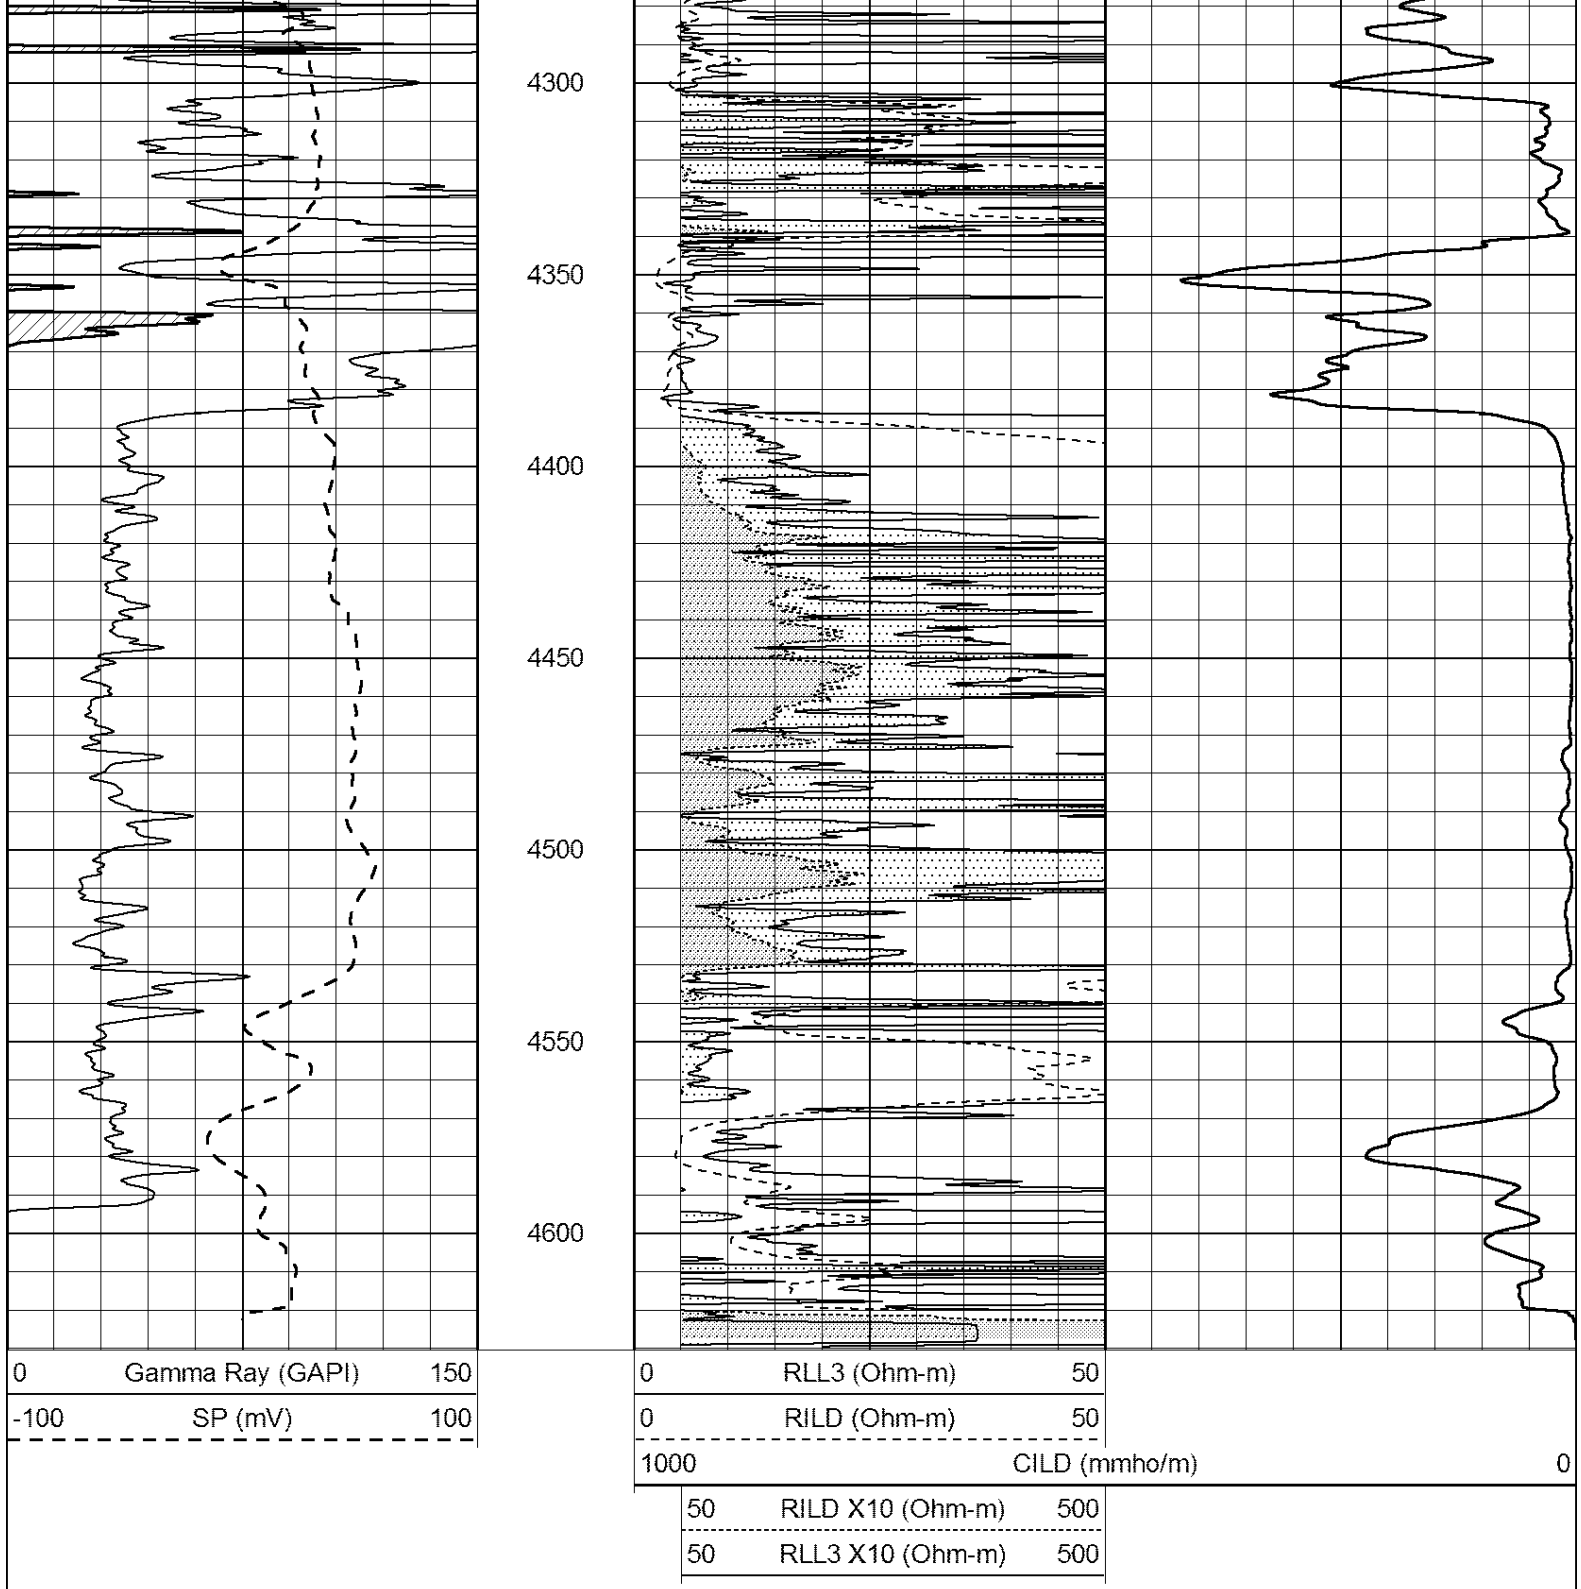 4300
4350
4400
4450
4500
4550
4600
0 Gamma Ray (GAPI) 150
-100 SP (mV) 100
0 RLL3 (Ohm-m) 50
0 RILD (Ohm-m) 50
1000 CILD (mmho/m) 0
50 RILD X10 (Ohm-m) 500
50 RLL3 X10 (Ohm-m) 500